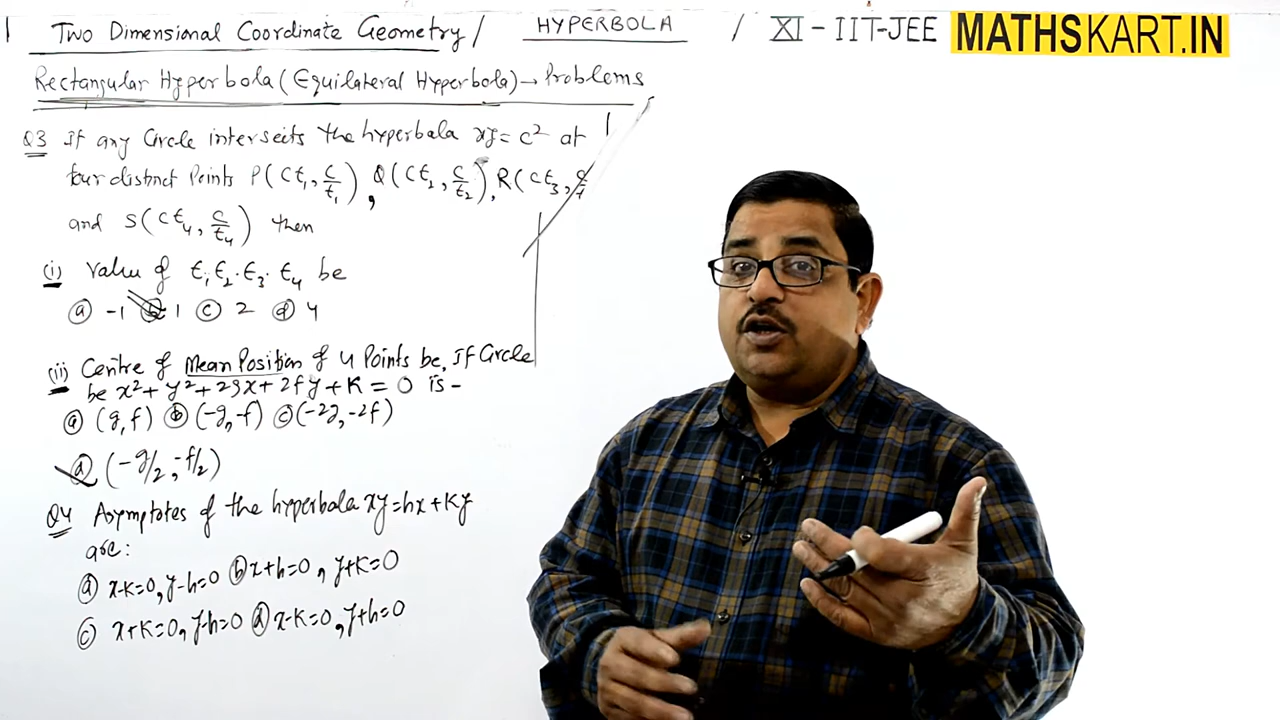 Two Dimensional Coordinate Geometry / HYPERBOLA / XI - IIT-JEE MATHSKART.IN
Rectangular Hyperbola (Equilateral Hyperbola) → Problems
Q3 If any Circle intersects the hyperbala xy = c² at
four distinct Points P(ct₁, c/t₁), Q(ct₂, c/t₂), R(ct₃, c/t
and S(ct₄, c/t₄) then
(i) Value of t₁.t₂.t₃.t₄ be
(a) -1 (b) 1 (c) 2 (d) 4
(ii) Centre of Mean Position of 4 Points be, If Circle
be x²+y²+2gx+2fy+K=0 is -
(a) (g,f) (b) (-g,-f) (c) (-2g,-2f)
(d) (-g/2, -f/2)
Q4 Asymptotes of the hyperbala xy=hx+Ky
are:
(a) x-K=0, y-h=0 (b) x+h=0, y+K=0
(c) x+K=0, y-h=0 (d) x-K=0, y+h=0